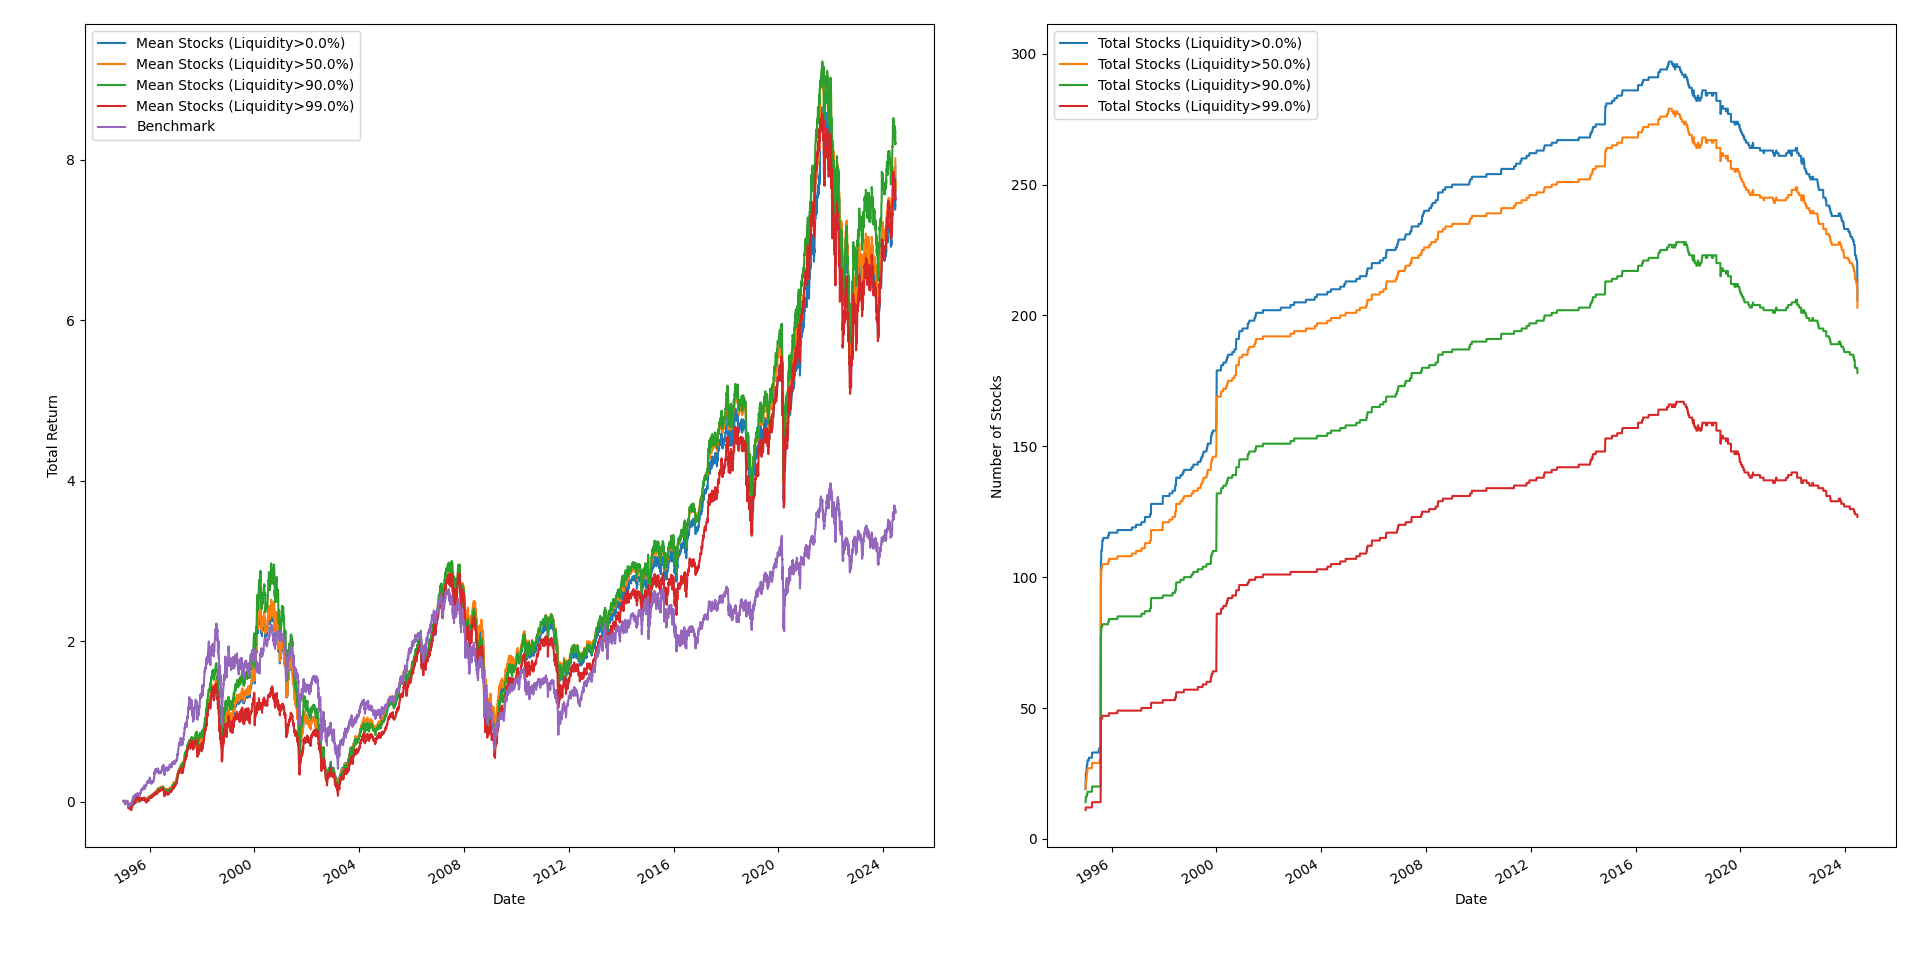 Mean Stocks (Liquidity>0.0%)
Mean Stocks (Liquidity>50.0%)
Mean Stocks (Liquidity>90.0%)
Mean Stocks (Liquidity>99.0%)
Benchmark
8
6
4
2
0
Total Return
1996
2000
2004
2008
2012
2016
2020
2024
Date
Total Stocks (Liquidity>0.0%)
Total Stocks (Liquidity>50.0%)
Total Stocks (Liquidity>90.0%)
Total Stocks (Liquidity>99.0%)
300
250
200
150
100
50
0
Number of Stocks
1996
2000
2004
2008
2012
2016
2020
2024
Date